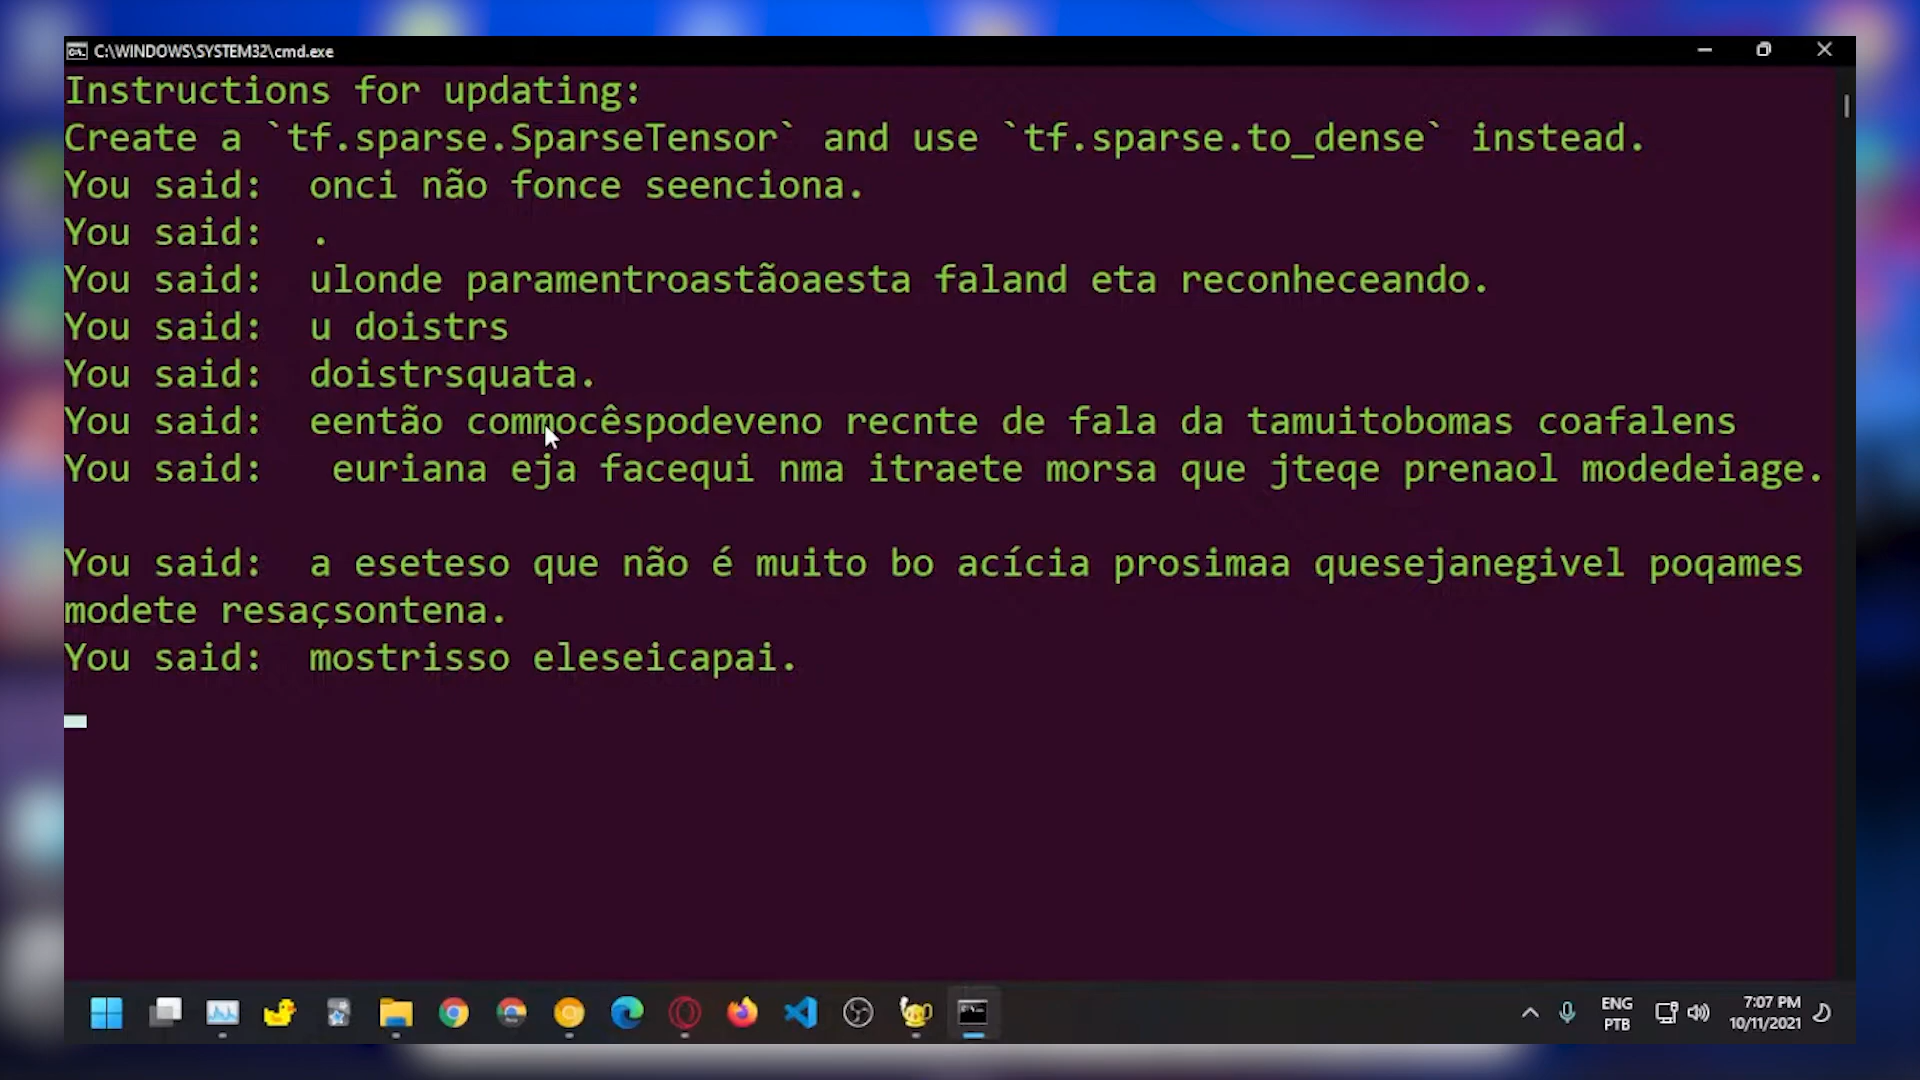 C:\WINDOWS\SYSTEM32\cmd.exe
Instructions for updating:
Create a `tf.sparse.SparseTensor` and use `tf.sparse.to_dense` instead.
You said:  onci não fonce seenciona.
You said:  .
You said:  ulonde paramentroastãoaesta faland eta reconheceando.
You said:  u doistrs
You said:  doistrsquata.
You said:  eentão commocêspodeveno recnte de fala da tamuitobomas coafalens
You said:   euriana eja facequi nma itraete morsa que jteqe prenaol modedeiage.
You said:  a eseteso que não é muito bo acícia prosimaa quesejanegivel poqames
modete resaçsontena.
You said:  mostrisso eleseicapai.
ENG
PTB
7:07 PM
10/11/2021